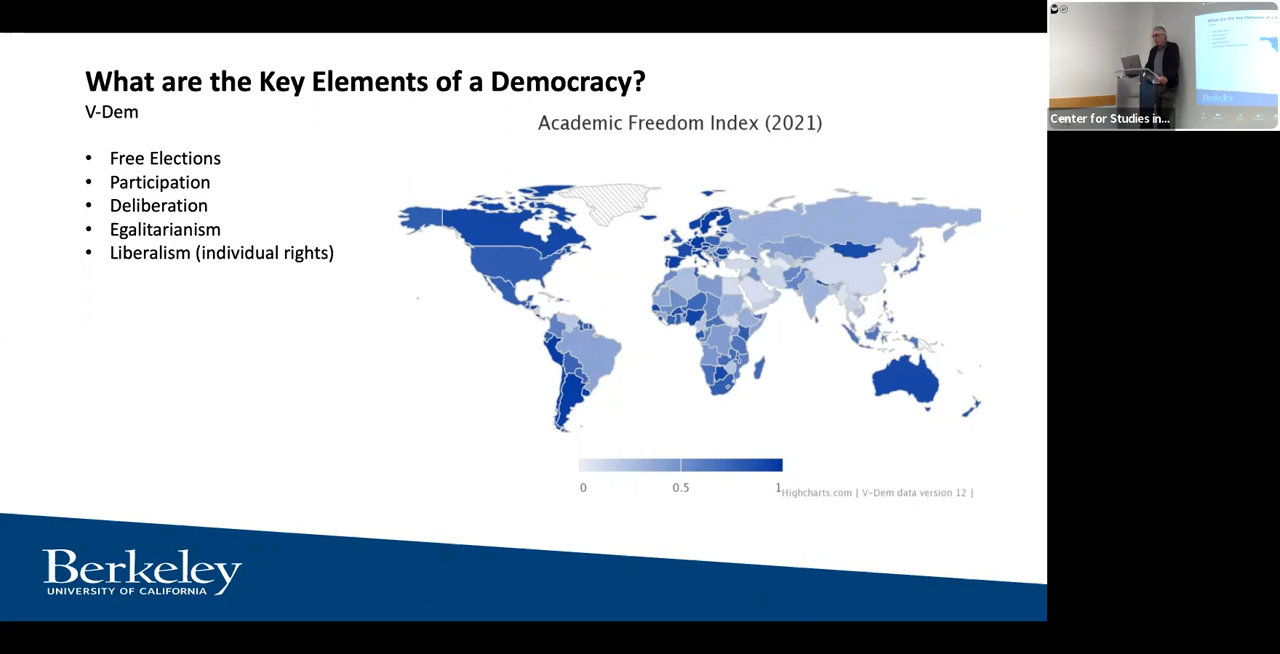 What are the Key Elements of a Democracy?
V-Dem
Academic Freedom Index (2021)
• Free Elections
• Participation
• Deliberation
• Egalitarianism
• Liberalism (individual rights)
0 0.5 1
Highcharts.com | V-Dem data version 12 |
Berkeley
UNIVERSITY OF CALIFORNIA
Center for Studies in...
Berkeley